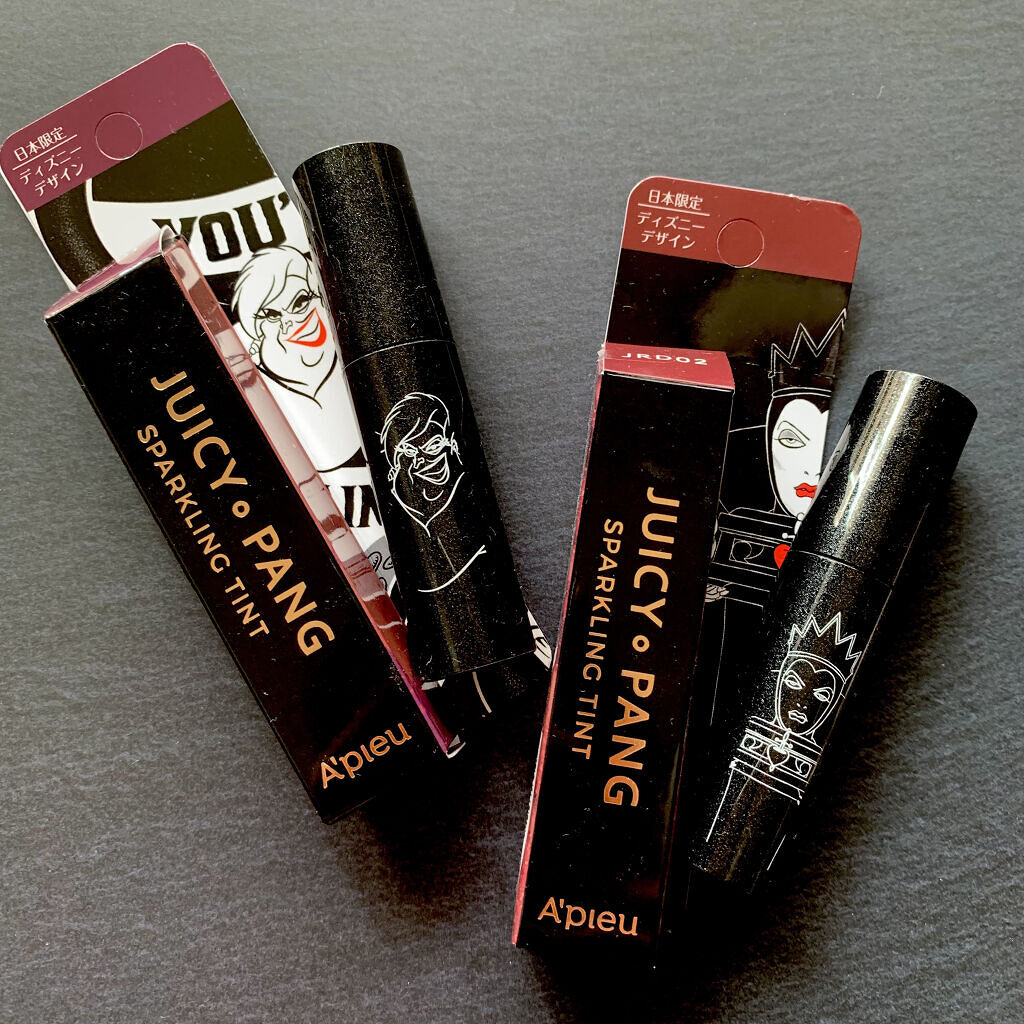 日本限定
ディズニー
デザイン
YOU'
IN
JUICY PANG
SPARKLING TINT
A'pieu
日本限定
ディズニー
デザイン
JRD02
JUICY PANG
SPARKLING TINT
A'pieu